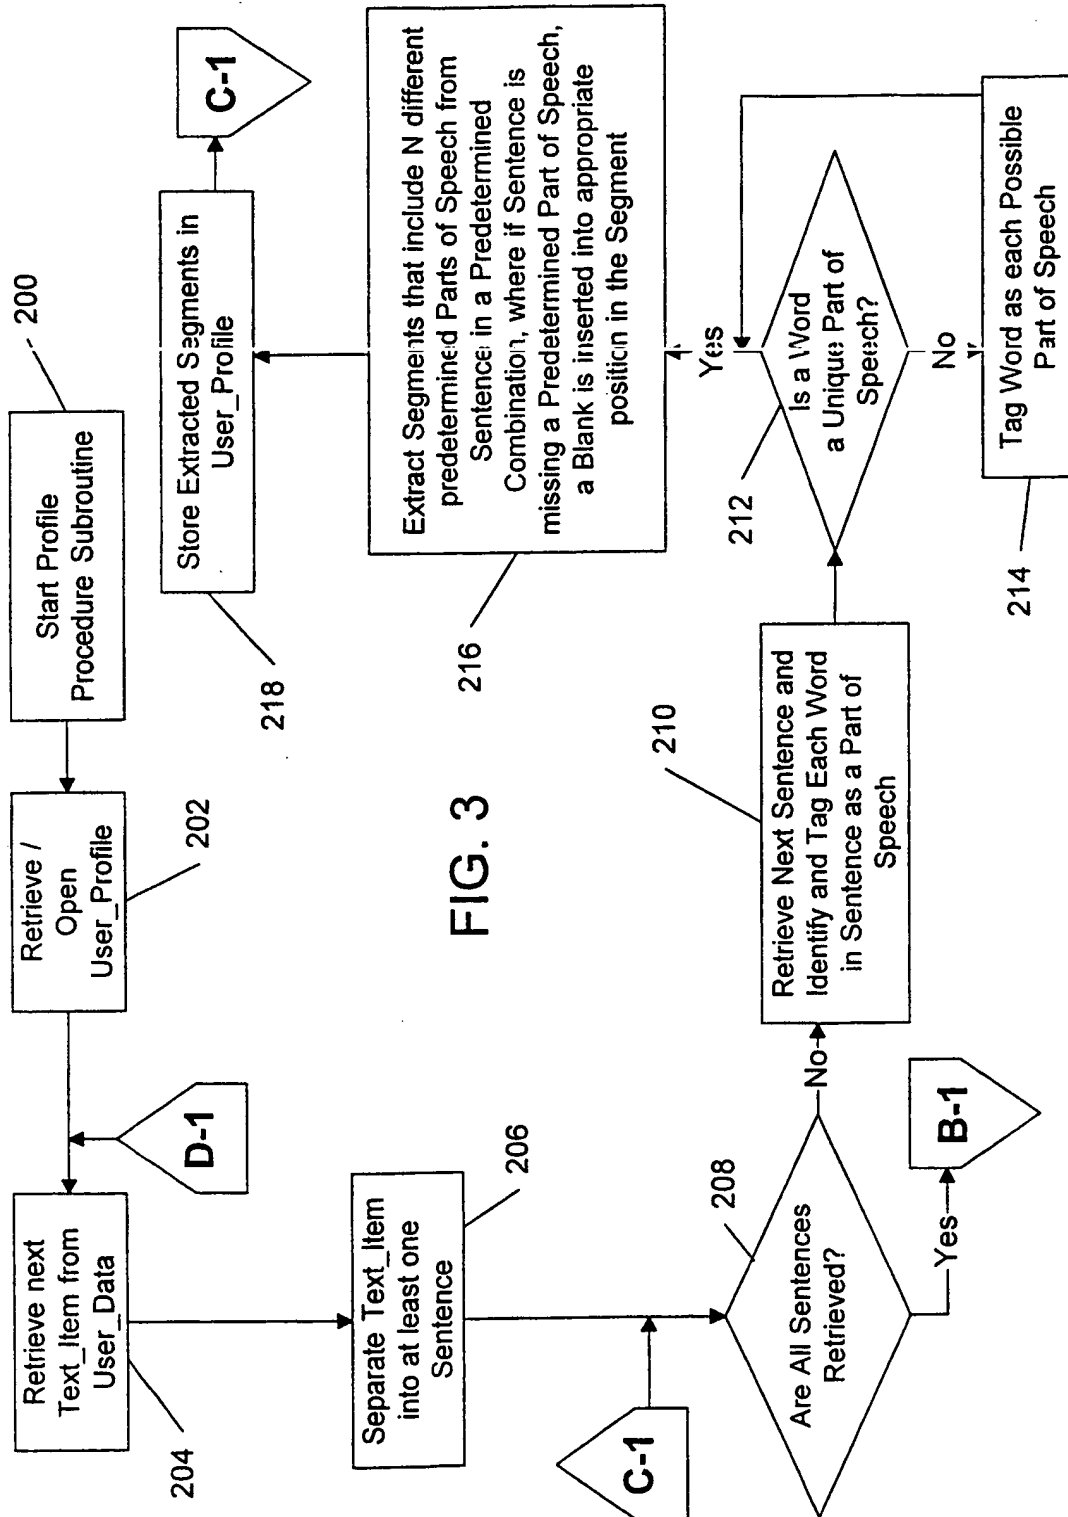 Start Profile
Procedure Subroutine
200
Retrieve /
Open
User_Profile
202
D-1
Retrieve next
Text_Item from
User_Data
204
Separate Text_Item
into at least one
Sentence
206
C-1
Are All Sentences
Retrieved?
208
Yes
B-1
No
Retrieve Next Sentence and
Identify and Tag Each Word
in Sentence as a Part of
Speech
210
Is a Word
a Unique Part of
Speech?
212
No
Tag Word as each Possible
Part of Speech
214
Yes
Extract Segments that include N different
predetermined Parts of Speech from
Sentence in a Predetermined
Combination, where if Sentence is
missing a Predetermined Part of Speech,
a Blank is inserted into appropriate
position in the Segment
216
Store Extracted Segments in
User_Profile
218
C-1
FIG. 3